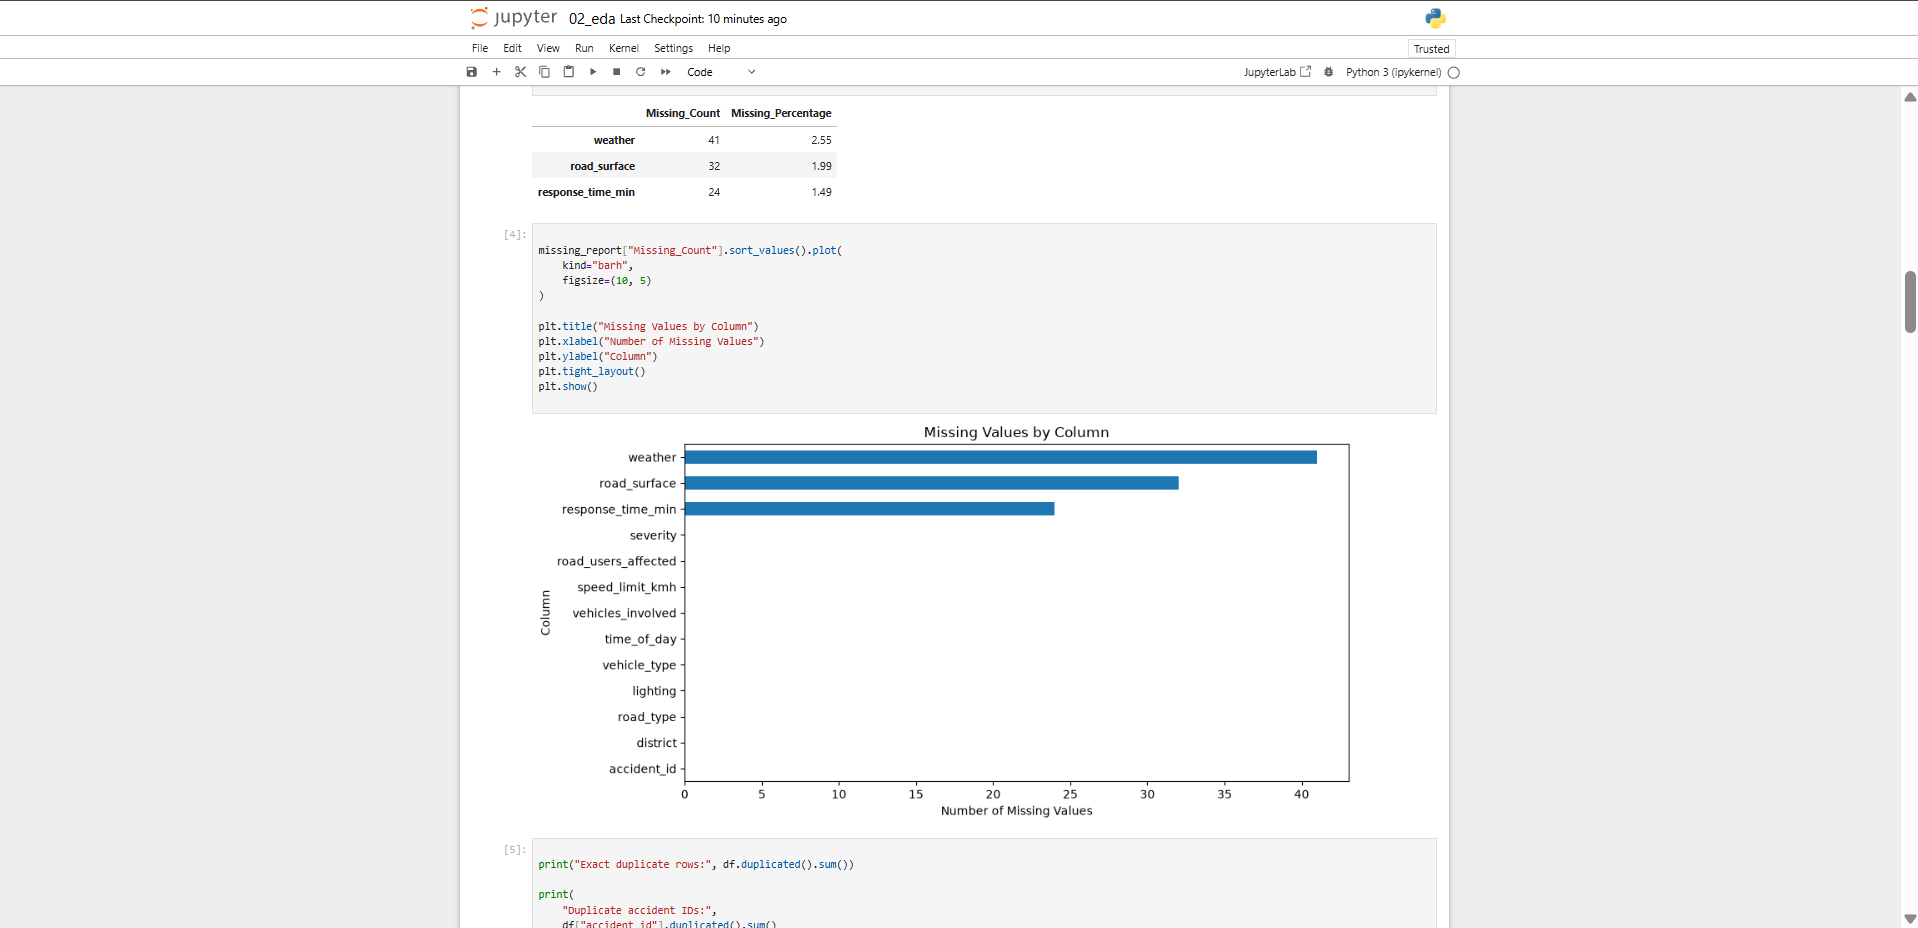 jupyter 02_eda Last Checkpoint: 10 minutes ago
File Edit View Run Kernel Settings Help
Trusted
Code
JupyterLab
Python 3 (ipykernel)
Missing_Count Missing_Percentage
weather 41 2.55
road_surface 32 1.99
response_time_min 24 1.49
[4]:
missing_report["Missing_Count"].sort_values().plot(
    kind="barh",
    figsize=(10, 5)
)
plt.title("Missing Values by Column")
plt.xlabel("Number of Missing Values")
plt.ylabel("Column")
plt.tight_layout()
plt.show()
Missing Values by Column
weather
road_surface
response_time_min
severity
road_users_affected
speed_limit_kmh
vehicles_involved
time_of_day
vehicle_type
lighting
road_type
district
accident_id
Column
0 5 10 15 20 25 30 35 40
Number of Missing Values
[5]:
print("Exact duplicate rows:", df.duplicated().sum())
print(
    "Duplicate accident IDs:",
    df["accident_id"].duplicated().sum()